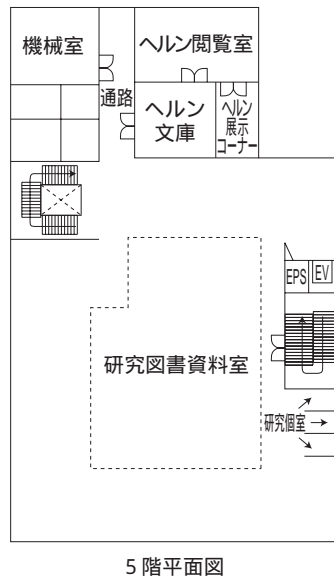 機械室
ヘルン閲覧室
通路
ヘルン
文庫
ヘルン
展示
コーナー
EPS
EV
研究図書資料室
研究個室
5階平面図